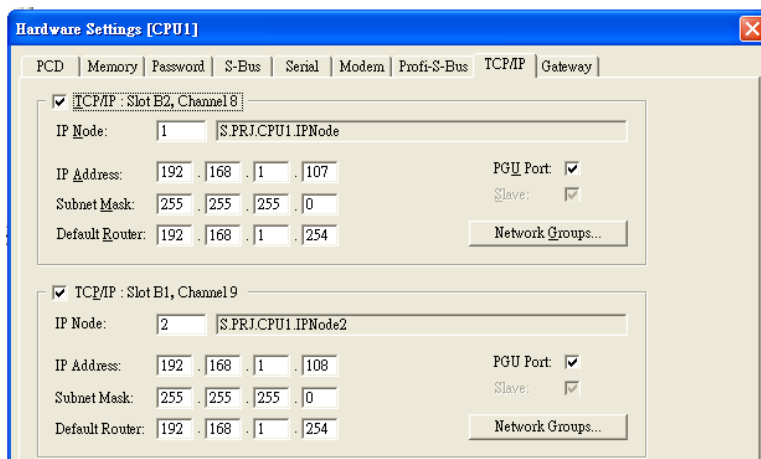 Hardware Settings [CPU1]
PCD Memory Password S-Bus Serial Modem Profi-S-Bus TCP/IP Gateway
TCP/IP : Slot B2, Channel 8
IP Node: 1 S.PRJ.CPU1.IPNode
IP Address: 192 . 168 . 1 . 107 PGU Port:
Slave:
Subnet Mask: 255 . 255 . 255 . 0
Default Router: 192 . 168 . 1 . 254 Network Groups...
TCP/IP : Slot B1, Channel 9
IP Node: 2 S.PRJ.CPU1.IPNode2
IP Address: 192 . 168 . 1 . 108 PGU Port:
Slave:
Subnet Mask: 255 . 255 . 255 . 0
Default Router: 192 . 168 . 1 . 254 Network Groups...